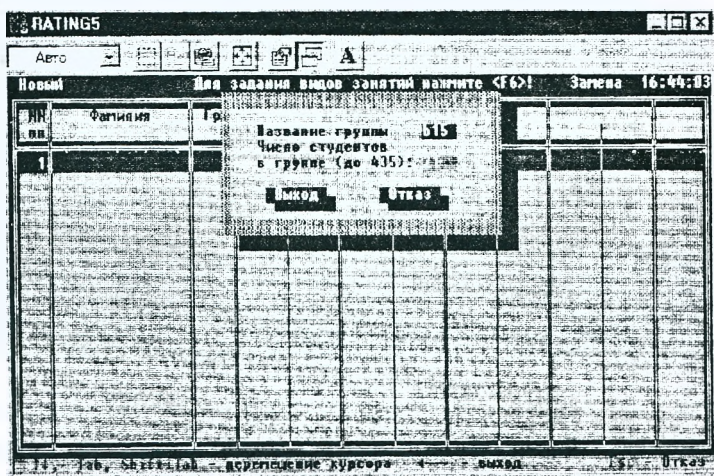 RATING5
Авто A
Новый Для задания видов занятий нажмите <F6>! Замена 16:44:03
NN пп Фамилия Гр
Название группы 515
Число студентов
в группе (до 435):
Выход Отказ
1
Tab, Shift+Tab - перемещение курсора выход Esc - Отказ